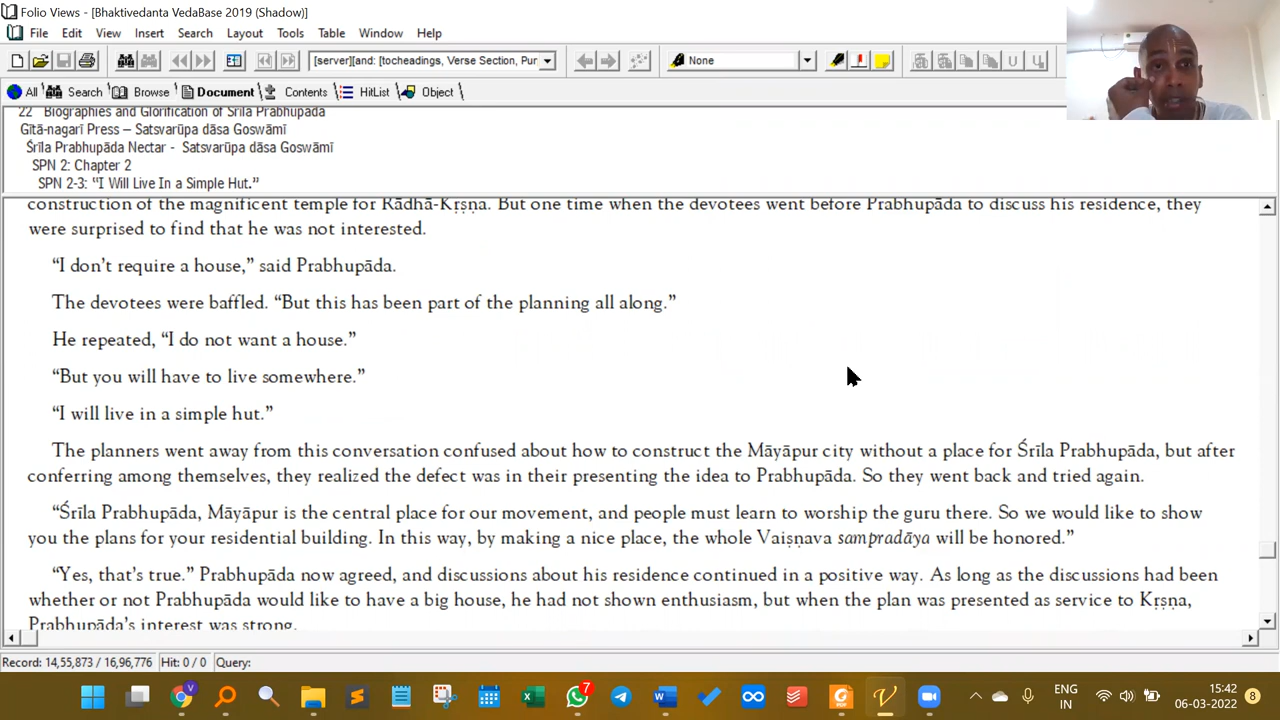 Folio Views - [Bhaktivedanta VedaBase 2019 (Shadow)]
File Edit View Insert Search Layout Tools Table Window Help
[server][and: [tocheadings, Verse Section, Pur
None
All Search Browse Document Contents HitList Object
22 Biographies and Glorification of Śrīla Prabhupāda
Gītā-nagarī Press – Satsvarūpa dāsa Goswāmī
Śrīla Prabhupāda Nectar - Satsvarūpa dāsa Goswāmī
SPN 2: Chapter 2
SPN 2-3: "I Will Live In a Simple Hut."
construction of the magnificent temple for Rādhā-Kṛṣṇa. But one time when the devotees went before Prabhupāda to discuss his residence, they
were surprised to find that he was not interested.
“I don’t require a house,” said Prabhupāda.
The devotees were baffled. “But this has been part of the planning all along.”
He repeated, “I do not want a house.”
“But you will have to live somewhere.”
“I will live in a simple hut.”
The planners went away from this conversation confused about how to construct the Māyāpur city without a place for Śrīla Prabhupāda, but after
conferring among themselves, they realized the defect was in their presenting the idea to Prabhupāda. So they went back and tried again.
“Śrīla Prabhupāda, Māyāpur is the central place for our movement, and people must learn to worship the guru there. So we would like to show
you the plans for your residential building. In this way, by making a nice place, the whole Vaiṣṇava sampradāya will be honored.”
“Yes, that’s true.” Prabhupāda now agreed, and discussions about his residence continued in a positive way. As long as the discussions had been
whether or not Prabhupāda would like to have a big house, he had not shown enthusiasm, but when the plan was presented as service to Kṛṣṇa,
Prabhupāda’s interest was strong.
Record: 14,55,873 / 16,96,776 Hit: 0 / 0 Query:
V
7
ENG
IN
15:42
06-03-2022
8